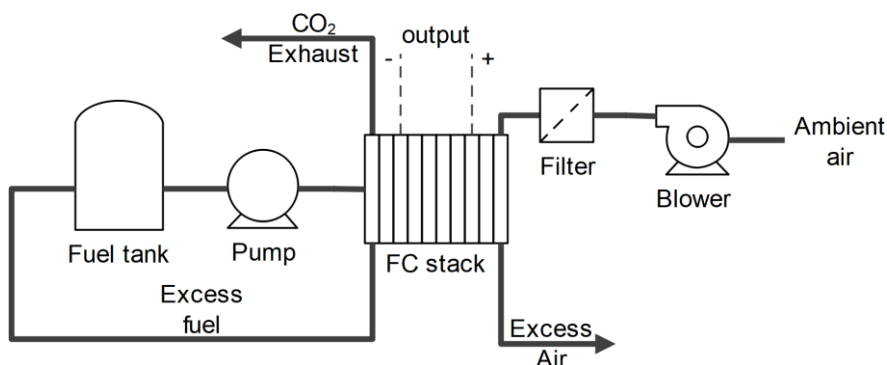 CO₂
Exhaust
output
- +
Filter
Ambient
air
Blower
Fuel tank
Pump
FC stack
Excess
fuel
Excess
Air